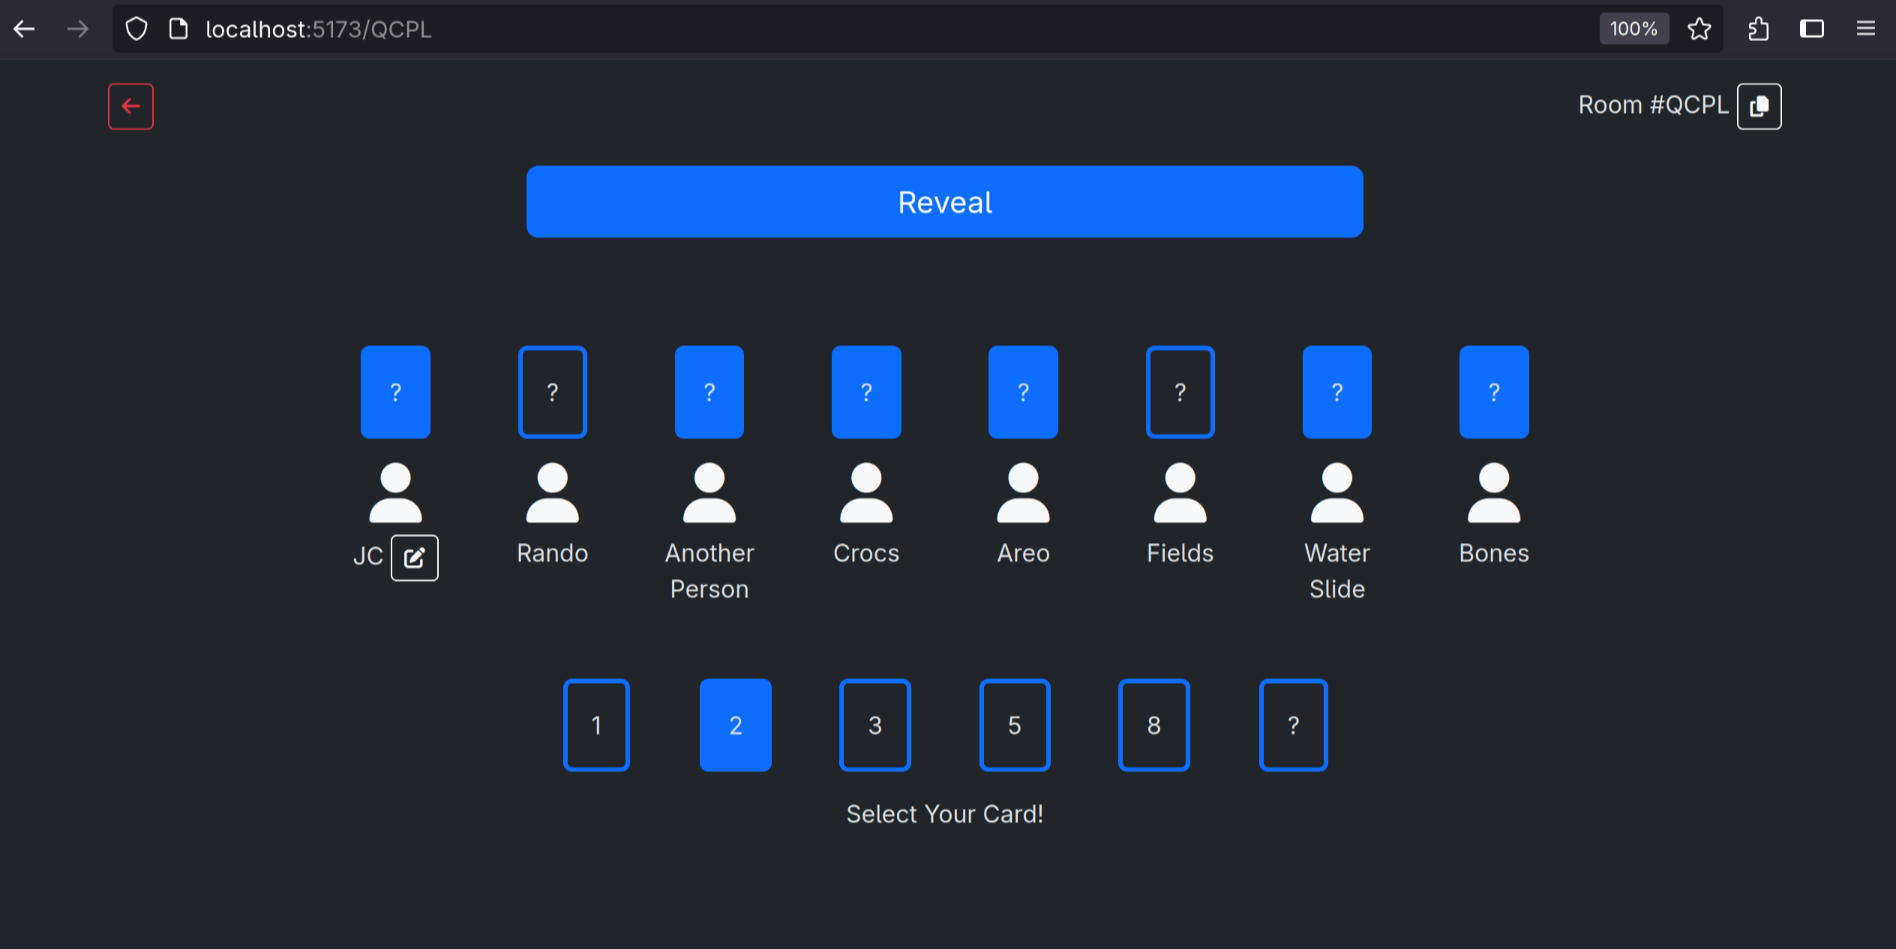 localhost:5173/QCPL
100%
Room #QCPL
Reveal
? ? ? ? ? ? ? ?
JC Rando Another Person Crocs Areo Fields Water Slide Bones
1 2 3 5 8 ?
Select Your Card!